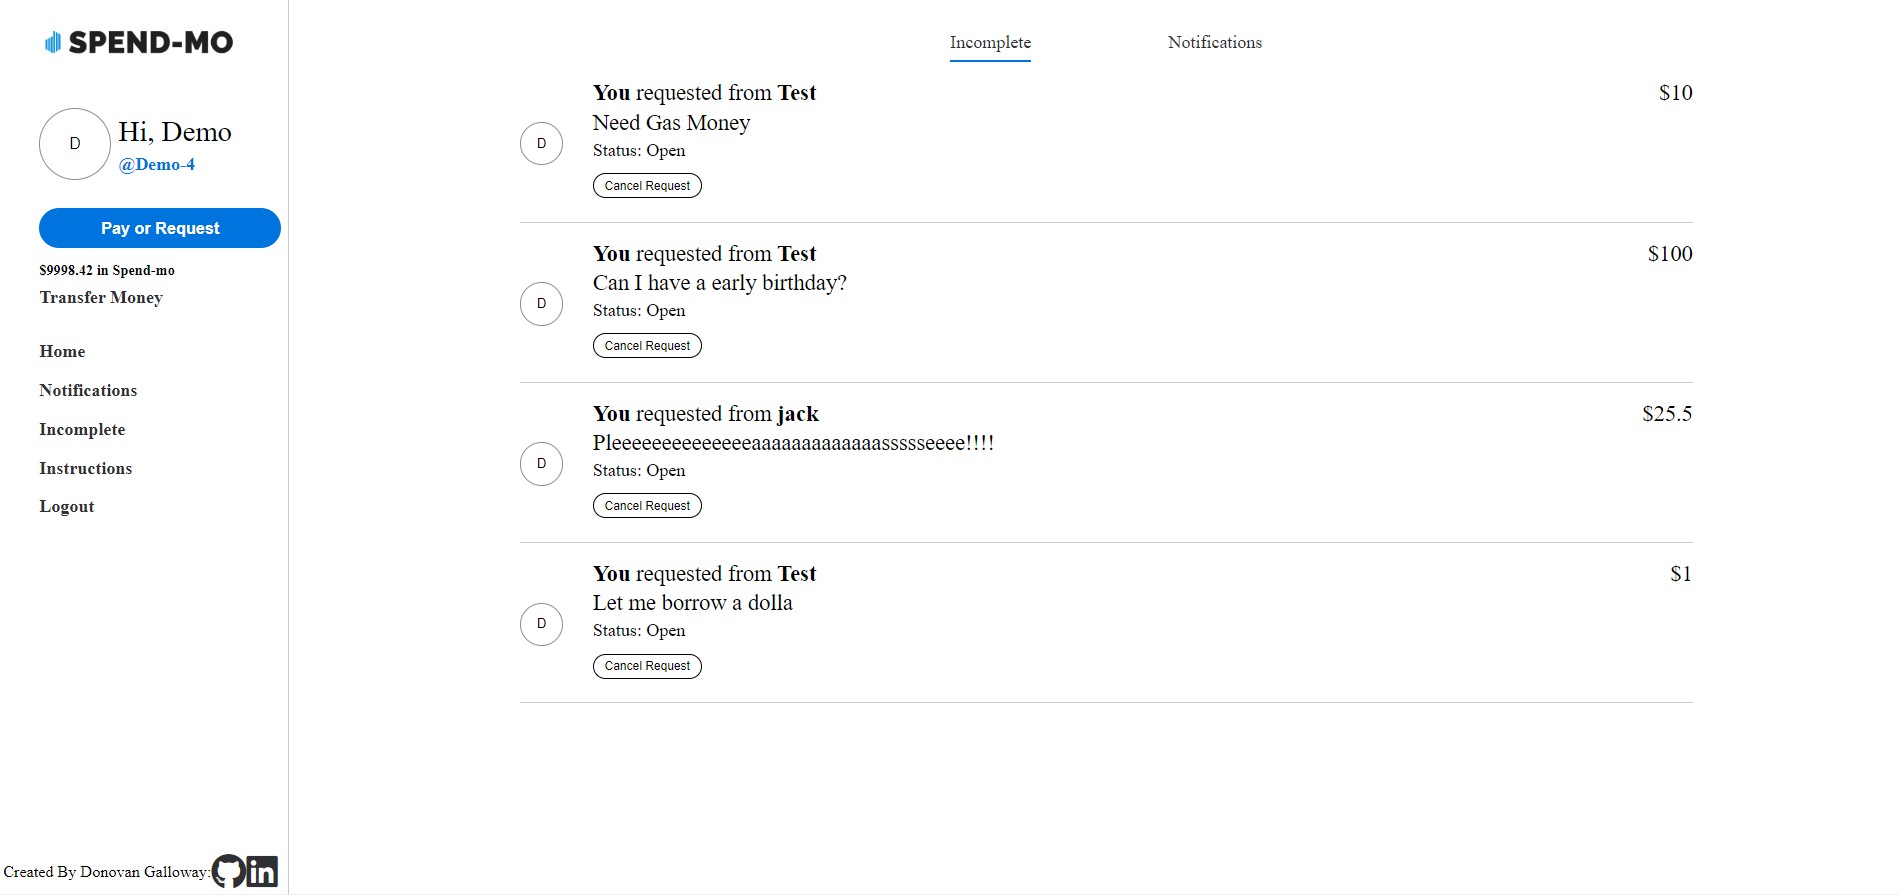 SPEND-MO
D
Hi, Demo
@Demo-4
Pay or Request
$9998.42 in Spend-mo
Transfer Money
Home
Notifications
Incomplete
Instructions
Logout
Created By Donovan Galloway:
in
Incomplete Notifications
You requested from Test $10
Need Gas Money
D
Status: Open
Cancel Request
You requested from Test $100
Can I have a early birthday?
D
Status: Open
Cancel Request
You requested from jack $25.5
Pleeeeeeeeeeeeeeaaaaaaaaaaaaaassssseeee!!!!
D
Status: Open
Cancel Request
You requested from Test $1
Let me borrow a dolla
D
Status: Open
Cancel Request